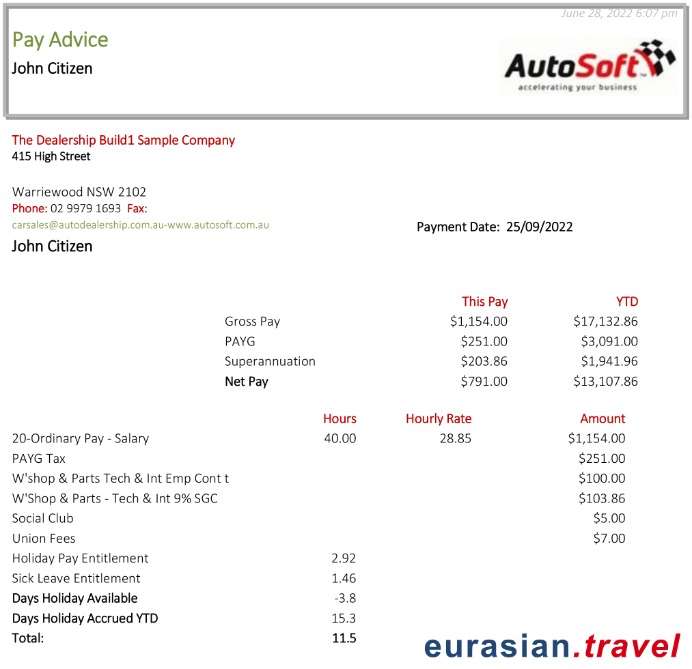 June 28, 2022 6:07 pm
Pay Advice
John Citizen
AutoSoft
accelerating your business
The Dealership Build1 Sample Company
415 High Street
Warriewood NSW 2102
Phone: 02 9979 1693 Fax:
carsales@autodealership.com.au-www.autosoft.com.au
Payment Date: 25/09/2022
John Citizen
This Pay YTD
Gross Pay $1,154.00 $17,132.86
PAYG $251.00 $3,091.00
Superannuation $203.86 $1,941.96
Net Pay $791.00 $13,107.86
Hours Hourly Rate Amount
20-Ordinary Pay - Salary 40.00 28.85 $1,154.00
PAYG Tax $251.00
W'shop & Parts Tech & Int Emp Cont t $100.00
W'Shop & Parts - Tech & Int 9% SGC $103.86
Social Club $5.00
Union Fees $7.00
Holiday Pay Entitlement 2.92
Sick Leave Entitlement 1.46
Days Holiday Available -3.8
Days Holiday Accrued YTD 15.3
Total: 11.5
eurasian.travel